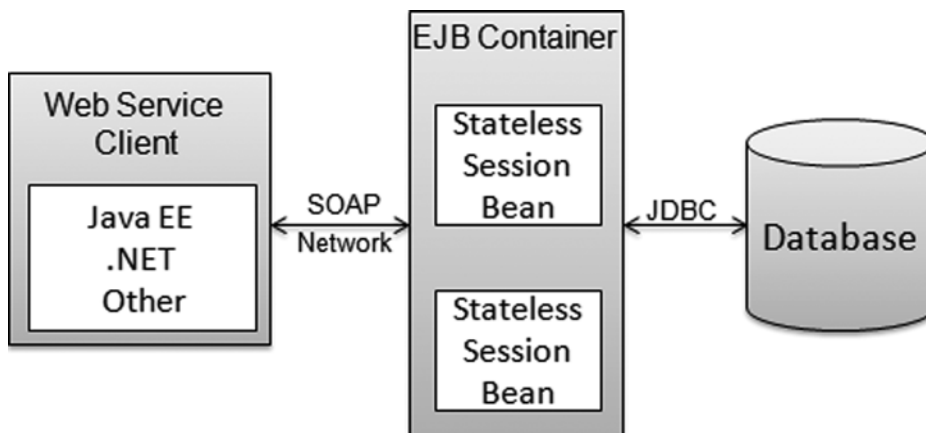 Web Service
Client
Java EE
.NET
Other
SOAP
Network
EJB Container
Stateless
Session
Bean
Stateless
Session
Bean
JDBC
Database